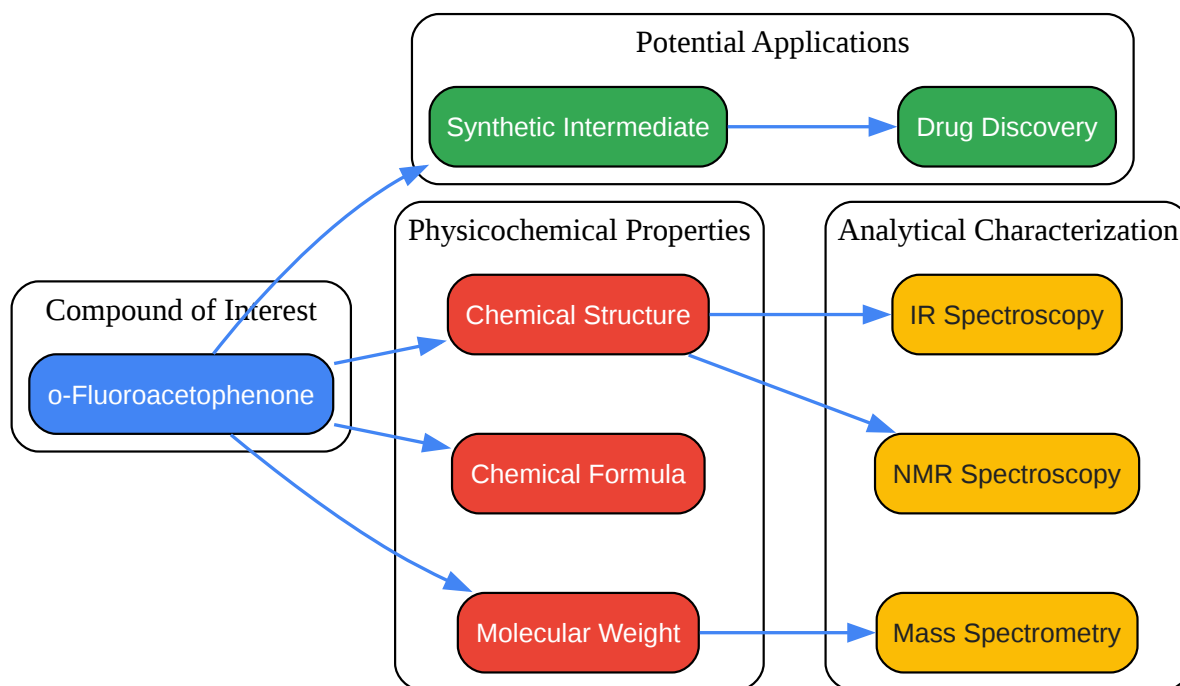 Potential Applications
Synthetic Intermediate
Drug Discovery
Compound of Interest
o-Fluoroacetophenone
Physicochemical Properties
Chemical Structure
Chemical Formula
Molecular Weight
Analytical Characterization
IR Spectroscopy
NMR Spectroscopy
Mass Spectrometry